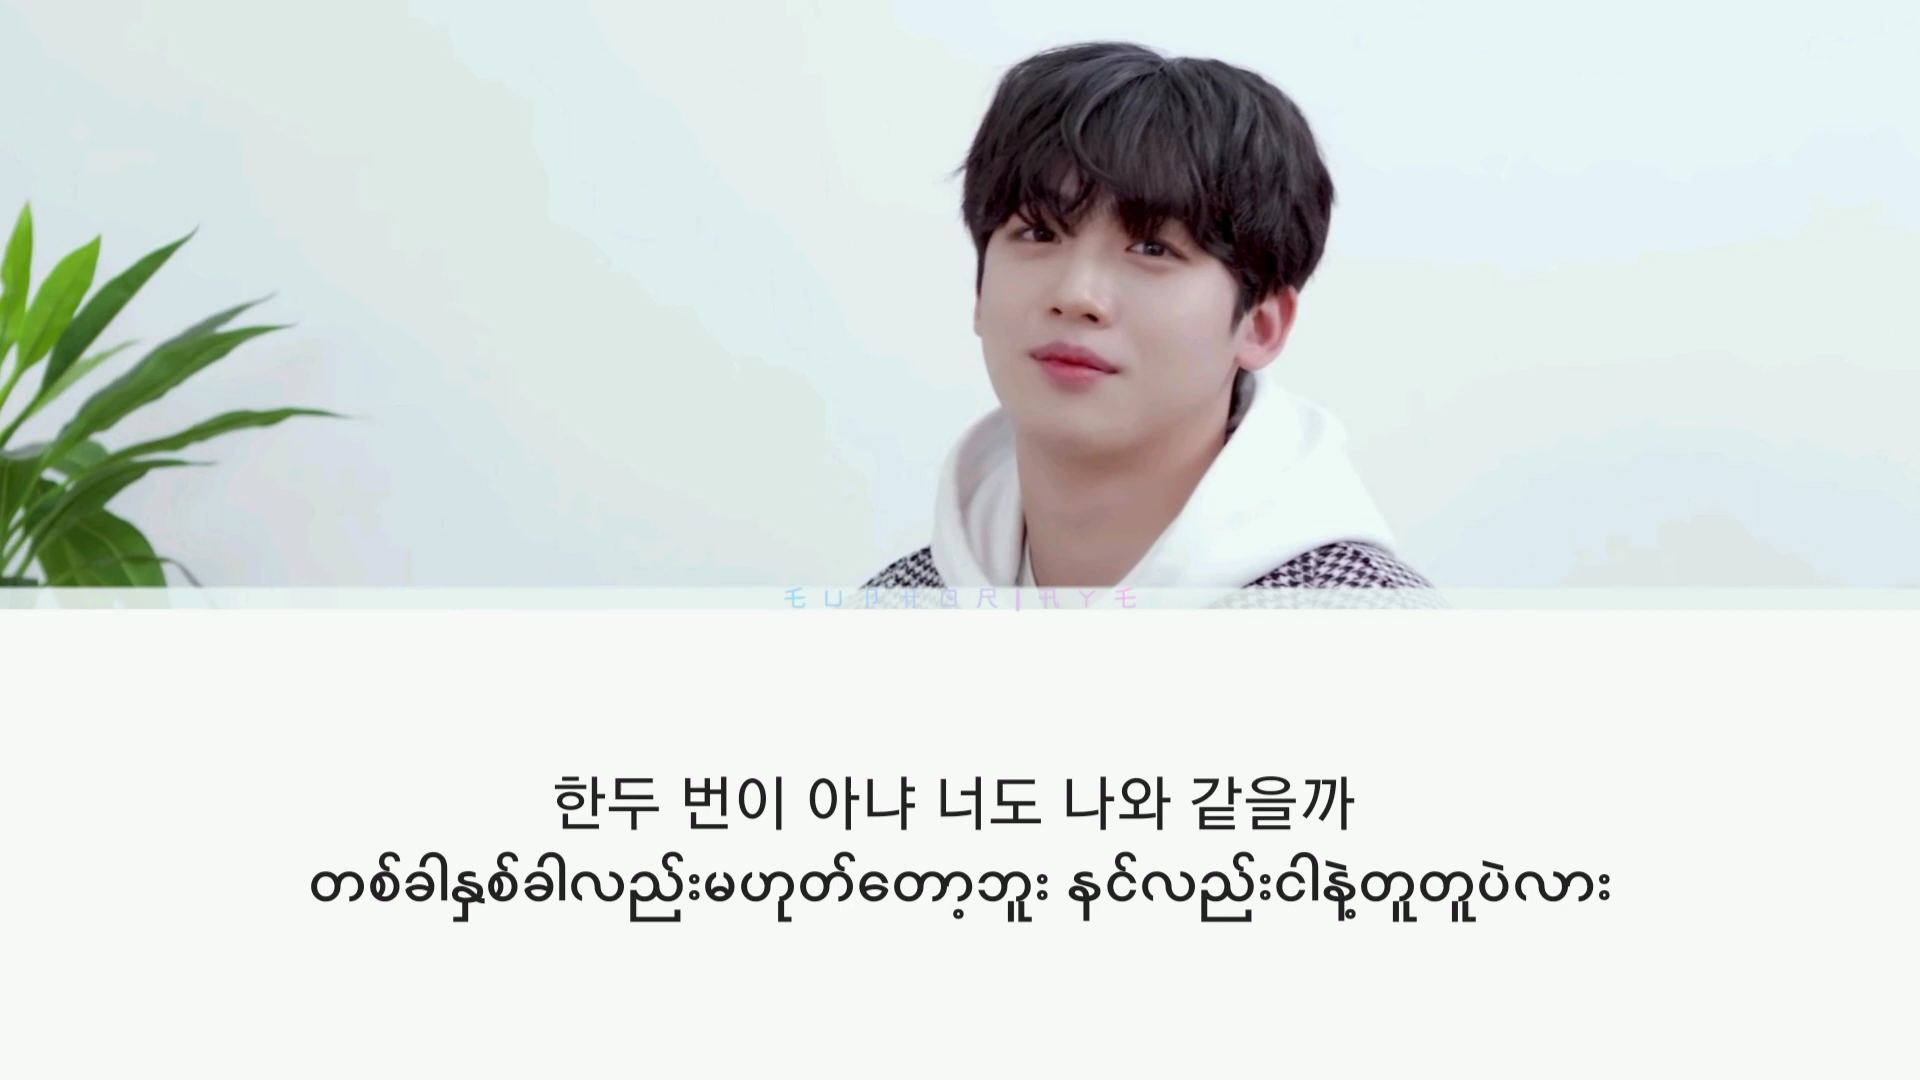 EUPHORIAYE
한두 번이 아냐 너도 나와 같을까
တစ်ခါနှစ်ခါလည်းမဟုတ်တော့ဘူး နင်လည်းငါနဲ့တူတူပဲလား